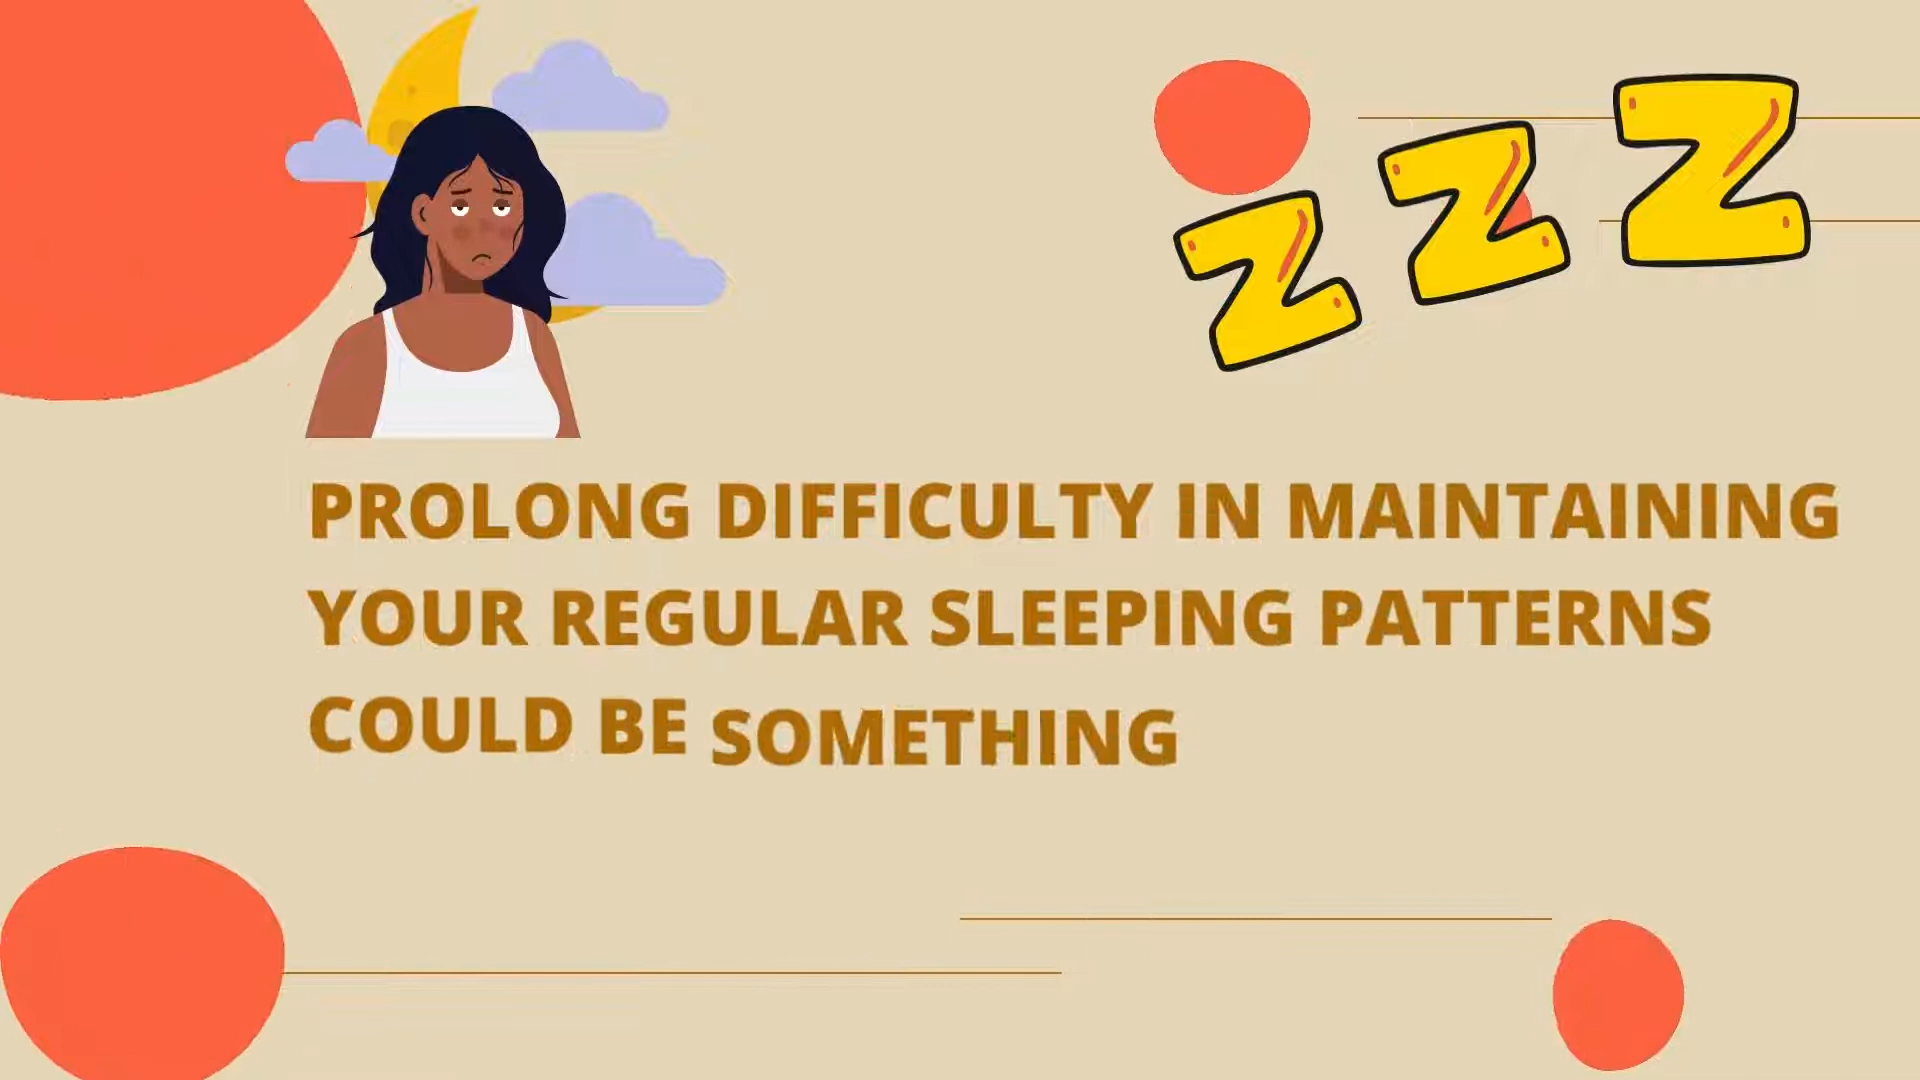 Z Z Z
PROLONG DIFFICULTY IN MAINTAINING
YOUR REGULAR SLEEPING PATTERNS
COULD BE SOMETHING